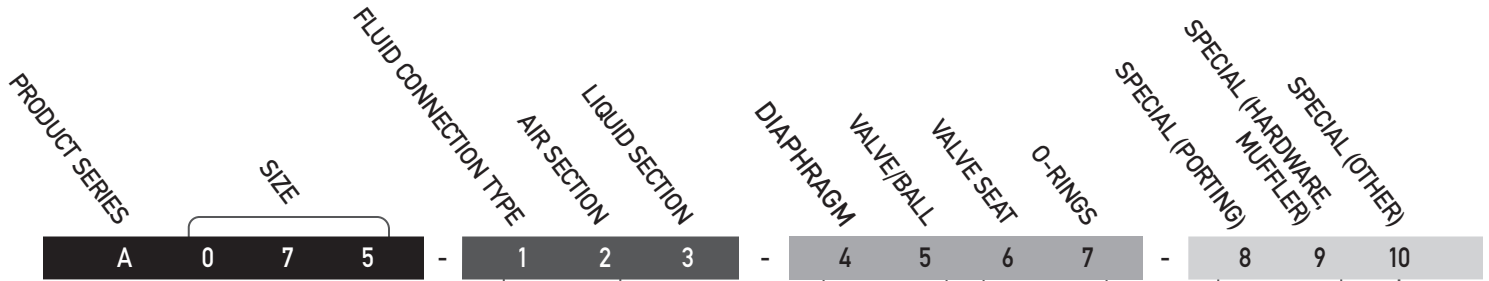 PRODUCT SERIES
SIZE
FLUID CONNECTION TYPE
AIR SECTION
LIQUID SECTION
DIAPHRAGM
VALVE/BALL
VALVE SEAT
O-RINGS
SPECIAL (PORTING)
SPECIAL (HARDWARE,
MUFFLER)
SPECIAL (OTHER)
A 0 7 5 - 1 2 3 - 4 5 6 7 - 8 9 10